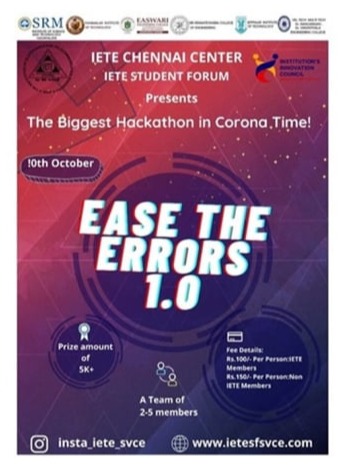 SRM
EASWARI
IETE CHENNAI CENTER
IETE STUDENT FORUM
INSTITUTION'S
INNOVATION
COUNCIL
Presents
The Biggest Hackathon in Corona Time!
10th October
EASE THE
ERRORS
1.0
Prize amount
of
5K+
A Team of
2-5 members
Fee Details:
Rs.100/- Per Person:IETE
Members
Rs.150/- Per Person:Non
IETE Members
insta_iete_svce
www.ietesfsvce.com